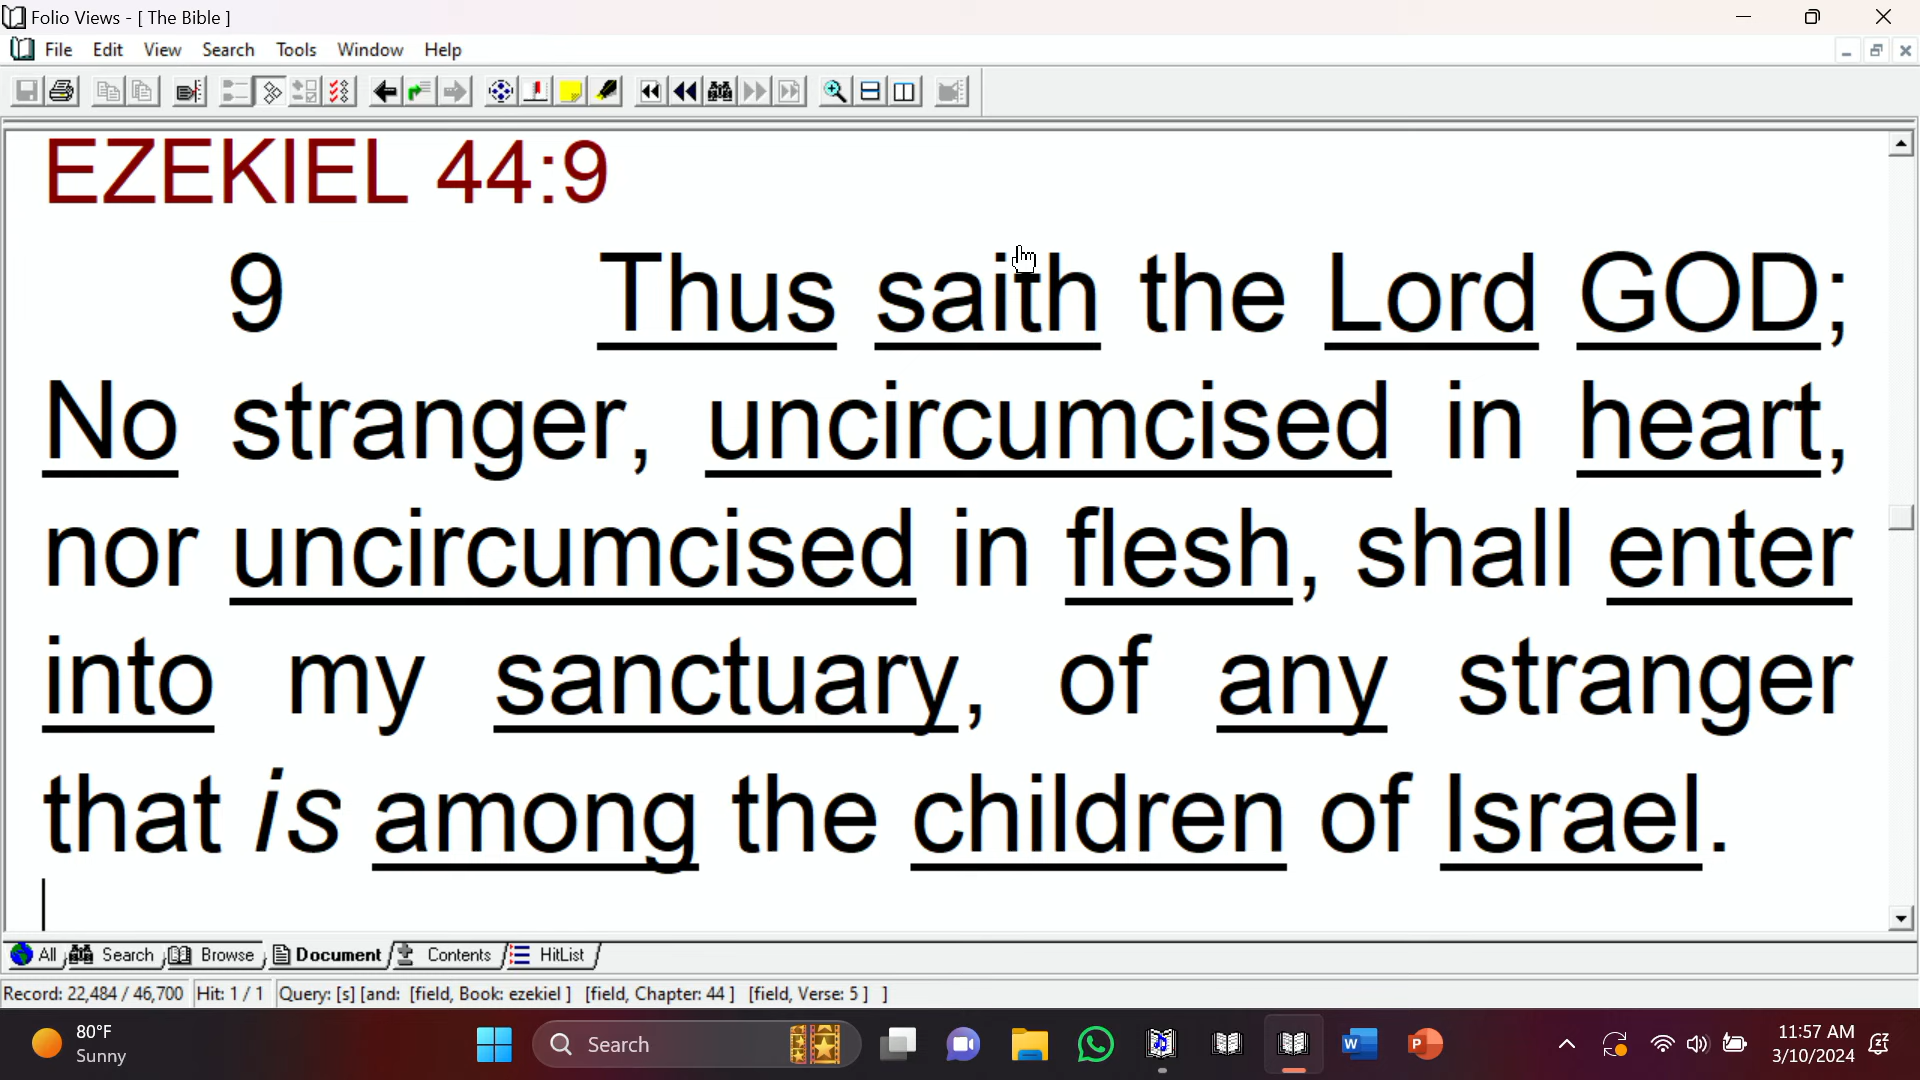 Folio Views - [ The Bible ]
File Edit View Search Tools Window Help
EZEKIEL 44:9
9 Thus saith the Lord GOD;
No stranger, uncircumcised in heart,
nor uncircumcised in flesh, shall enter
into my sanctuary, of any stranger
that is among the children of Israel.
All Search Browse Document Contents HitList
Record: 22,484 / 46,700 Hit: 1 / 1 Query: [s] [and: [field, Book: ezekiel ] [field, Chapter: 44 ] [field, Verse: 5 ] ]
80°F
Sunny
Search
11:57 AM
3/10/2024